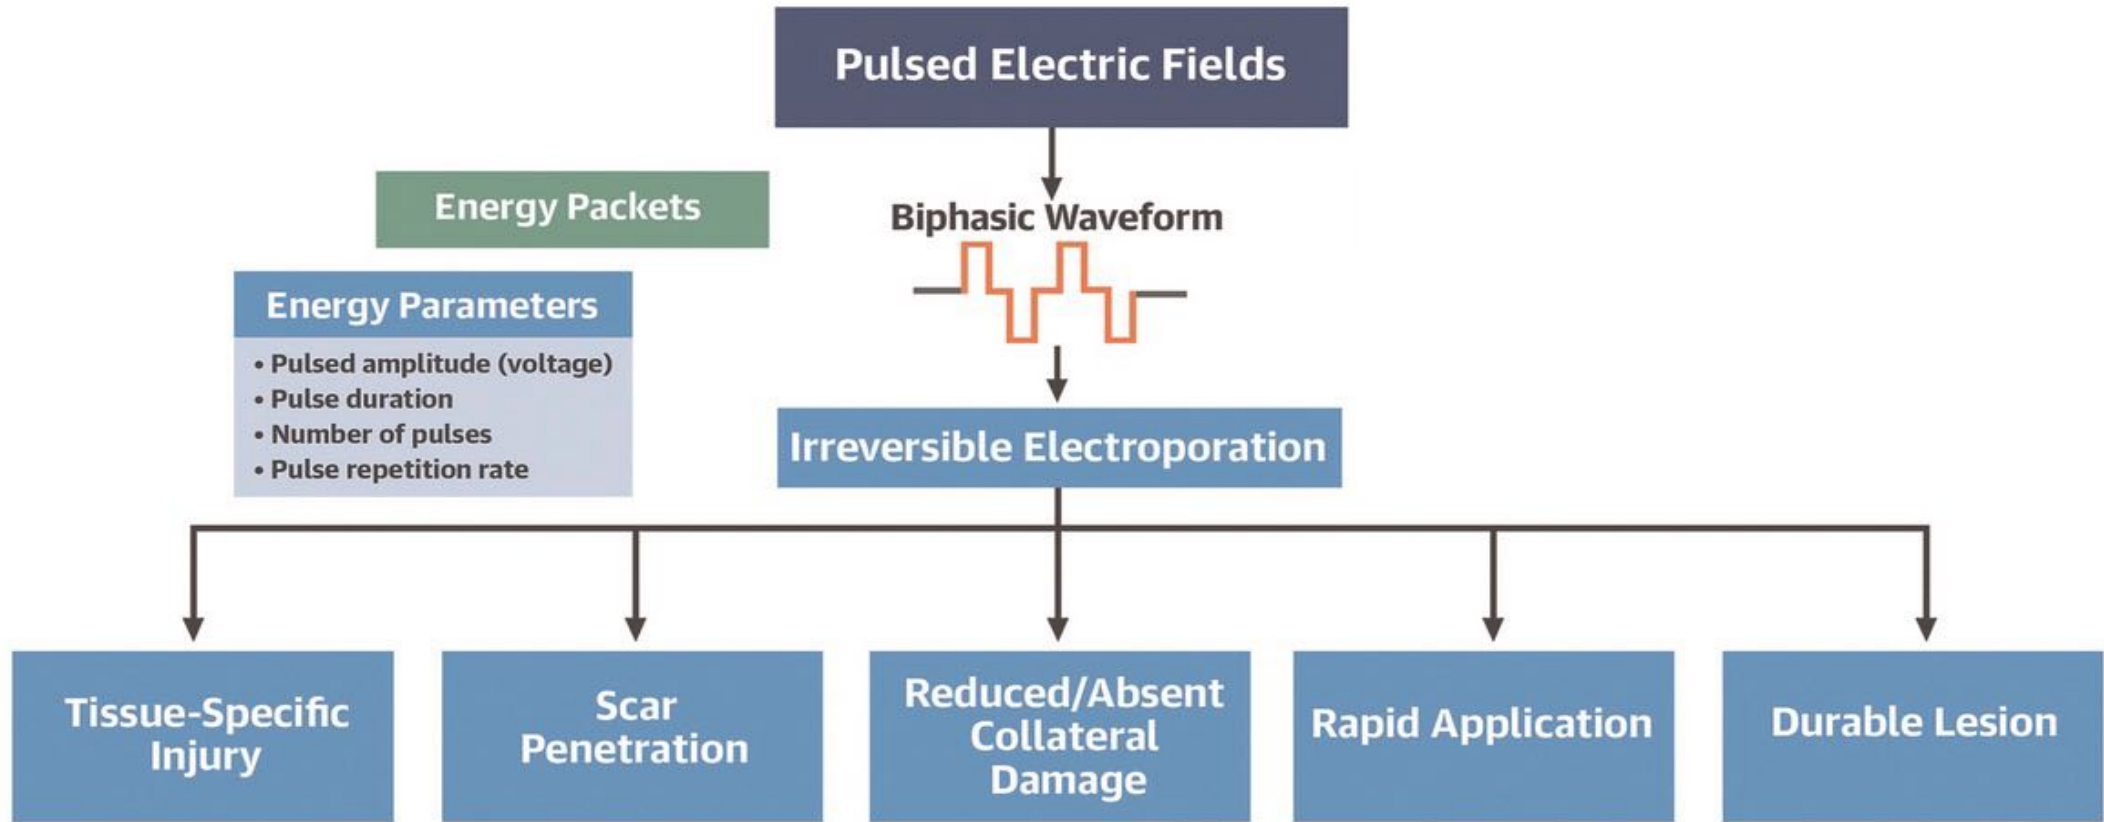 Pulsed Electric Fields
Energy Packets
Biphasic Waveform
Energy Parameters
• Pulsed amplitude (voltage)
• Pulse duration
• Number of pulses
• Pulse repetition rate
Irreversible Electroporation
Tissue-Specific
Injury
Scar
Penetration
Reduced/Absent
Collateral
Damage
Rapid Application
Durable Lesion